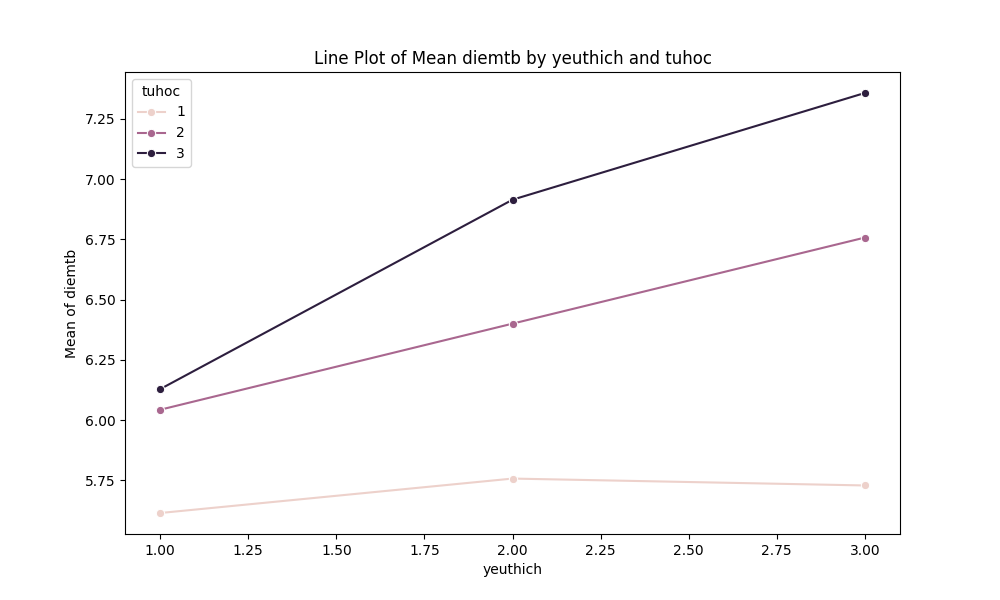 Line Plot of Mean diemtb by yeuthich and tuhoc
tuhoc
1
2
3
7.25
7.00
6.75
6.50
6.25
6.00
5.75
Mean of diemtb
1.00 1.25 1.50 1.75 2.00 2.25 2.50 2.75 3.00
yeuthich